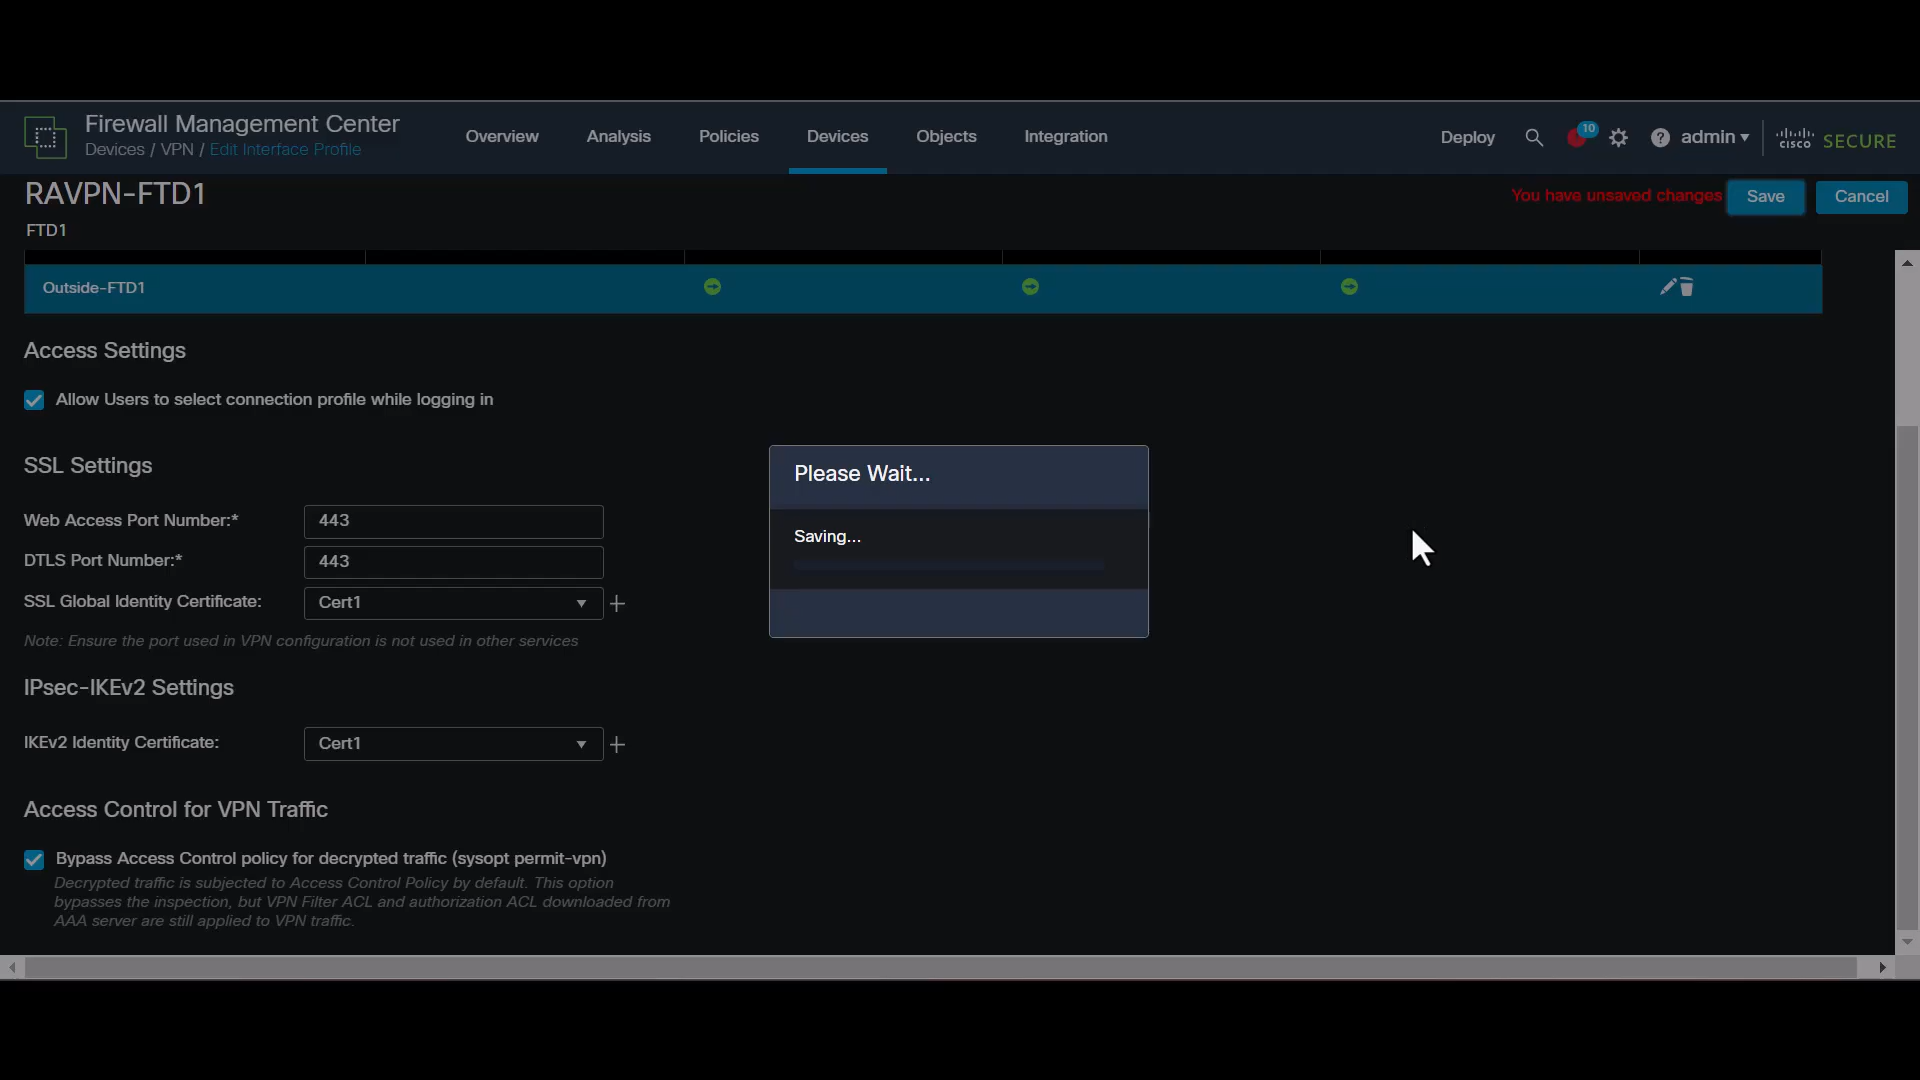 Firewall Management Center
Devices / VPN / Edit Interface Profile
Overview
Analysis
Policies
Devices
Objects
Integration
Deploy
10
?
admin
cisco SECURE
RAVPN-FTD1
You have unsaved changes
Save
Cancel
FTD1
Outside-FTD1
Access Settings
Allow Users to select connection profile while logging in
SSL Settings
Web Access Port Number:*
443
DTLS Port Number:*
443
SSL Global Identity Certificate:
Cert1
Note: Ensure the port used in VPN configuration is not used in other services
IPsec-IKEv2 Settings
IKEv2 Identity Certificate:
Cert1
Access Control for VPN Traffic
Bypass Access Control policy for decrypted traffic (sysopt permit-vpn)
Decrypted traffic is subjected to Access Control Policy by default. This option
bypasses the inspection, but VPN Filter ACL and authorization ACL downloaded from
AAA server are still applied to VPN traffic.
Please Wait...
Saving...